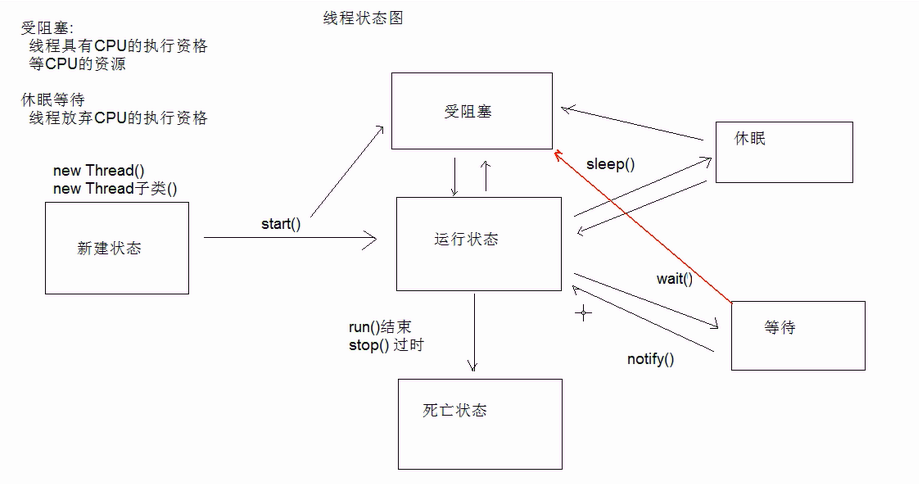 线程状态图
受阻塞:
线程具有CPU的执行资格
等CPU的资源
休眠等待
线程放弃CPU的执行资格
new Thread()
new Thread子类()
新建状态
start()
受阻塞
运行状态
sleep()
休眠
wait()
等待
notify()
run()结束
stop() 过时
死亡状态